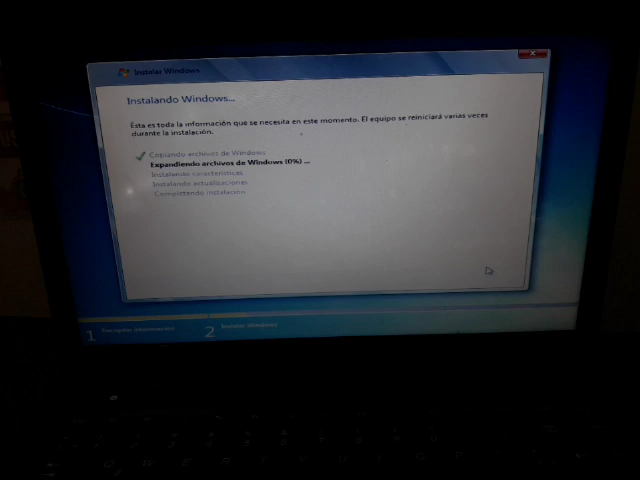 Instalar Windows
Instalando Windows...
Ésta es toda la información que se necesita en este momento. El equipo se reiniciará varias veces
durante la instalación.
Copiando archivos de Windows
Expandiendo archivos de Windows (0%) ...
Instalando características
Instalando actualizaciones
Completando instalación
1 Recopilar información
2 Instalar Windows
Q W E R T Y U I O P